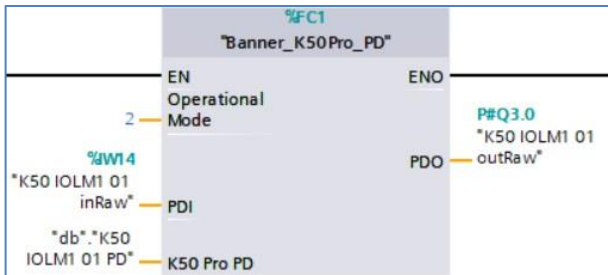 %FC1
"Banner_K50Pro_PD"
EN
ENO
Operational
Mode
2
P#Q3.0
"K50 IOLM1 01
outRaw"
PDO
%IW14
"K50 IOLM1 01
inRaw"
PDI
"db"."K50
IOLM1 01 PD"
K50 Pro PD